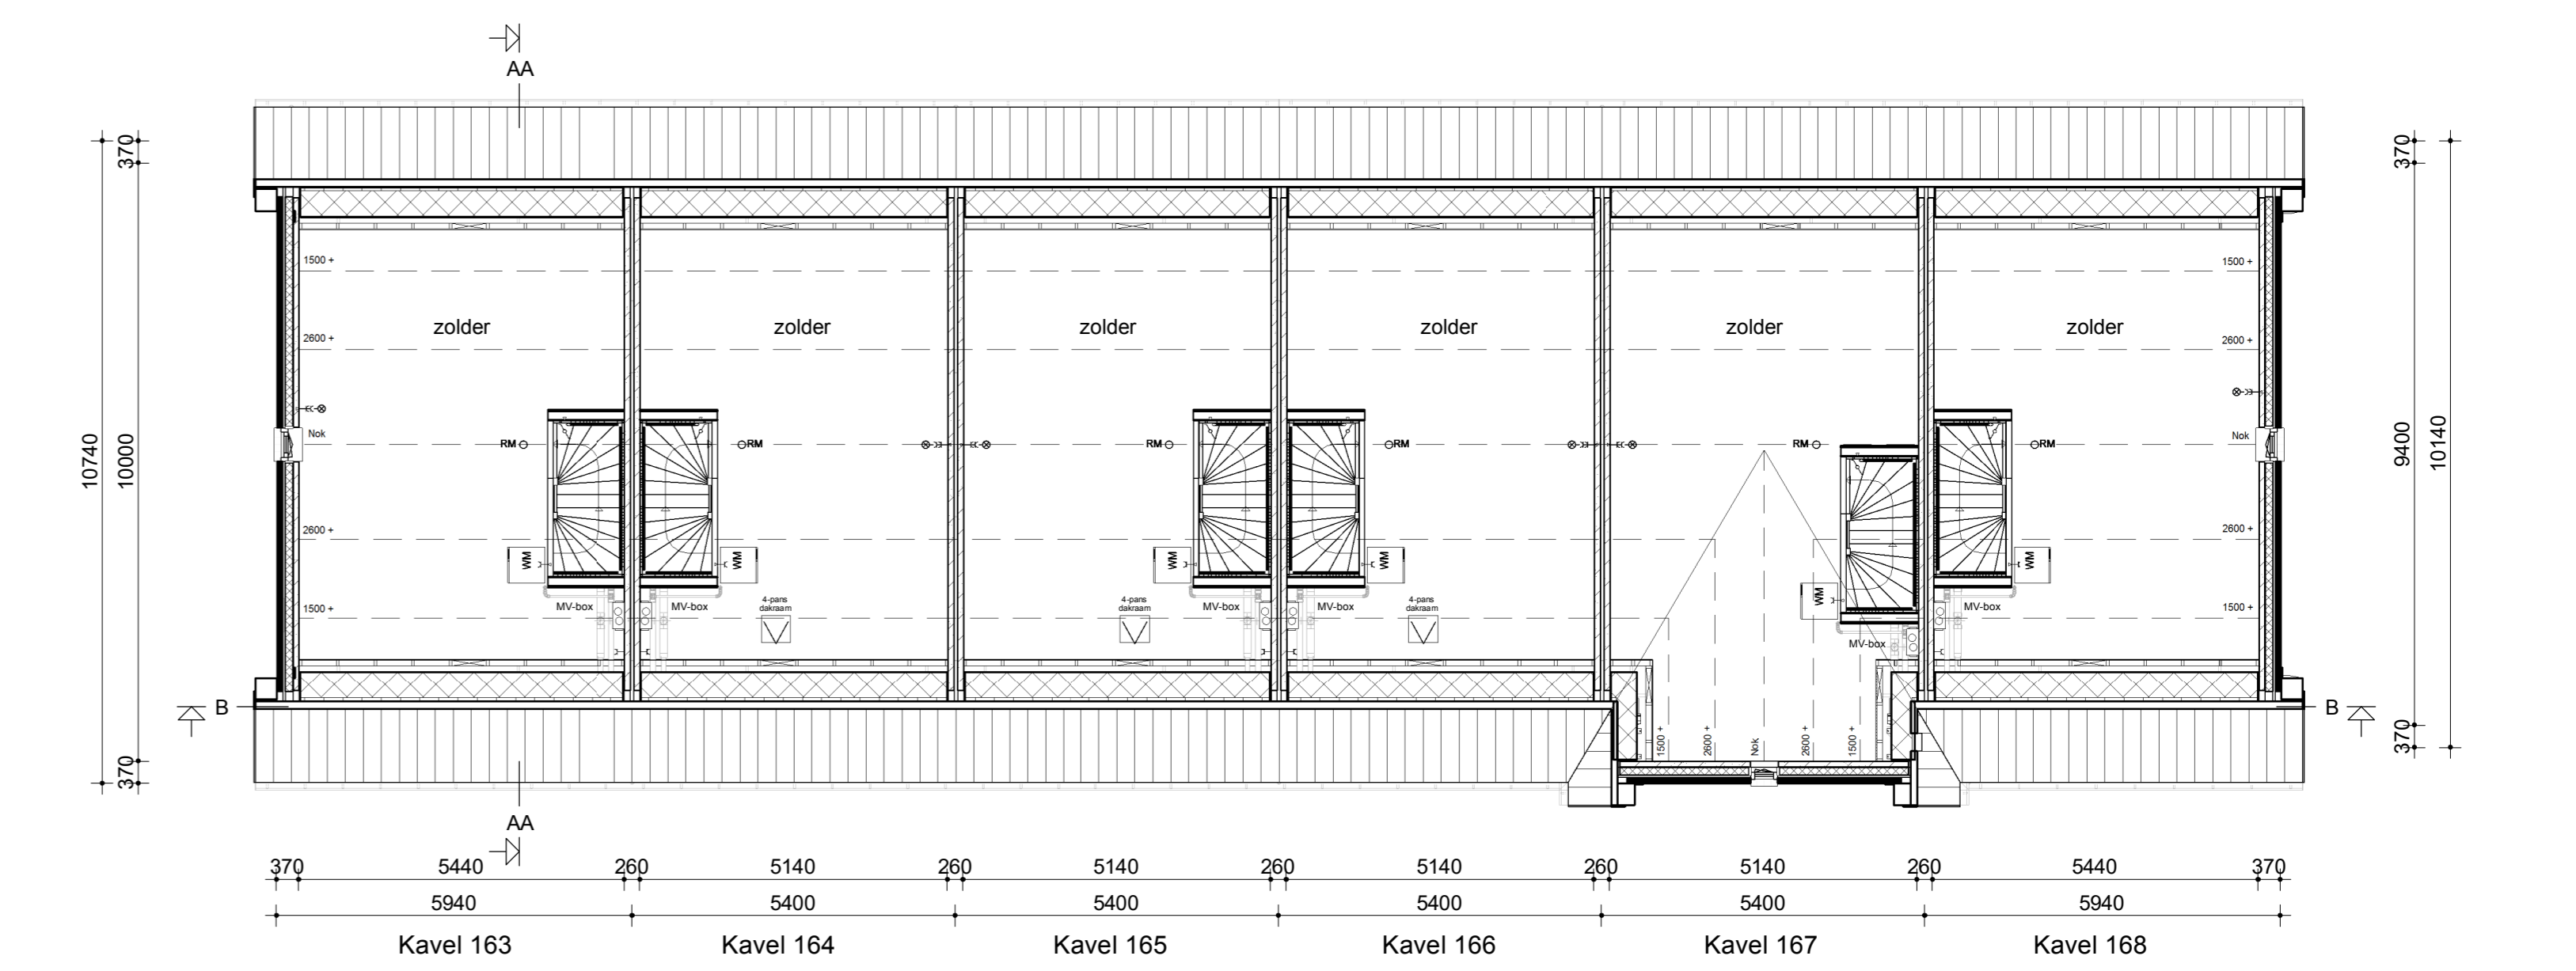 AA
370
370
1500 +
1500 +
zolder
zolder
zolder
zolder
zolder
zolder
2600 +
2600 +
Nok
RM
RM
RM
RM
RM
RM
Nok
10740
10000
9400
10140
2600 +
2600 +
WM
WM
WM
WM
WM
WM
1500 +
MV-box
MV-box
4-pans
dakraam
4-pans
dakraam
MV-box
MV-box
4-pans
dakraam
MV-box
MV-box
1500 +
B
B
1500 +
2600 +
Nok
2600 +
1500 +
370
370
AA
370
5440
260
5140
260
5140
260
5140
260
5140
260
5440
370
5940
5400
5400
5400
5400
5940
Kavel 163
Kavel 164
Kavel 165
Kavel 166
Kavel 167
Kavel 168